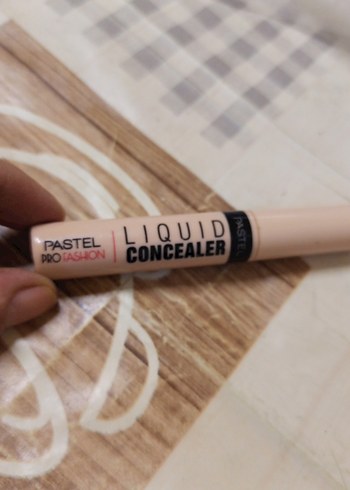 PASTEL
PROFASHION
LIQUID
CONCEALER
PASTEL